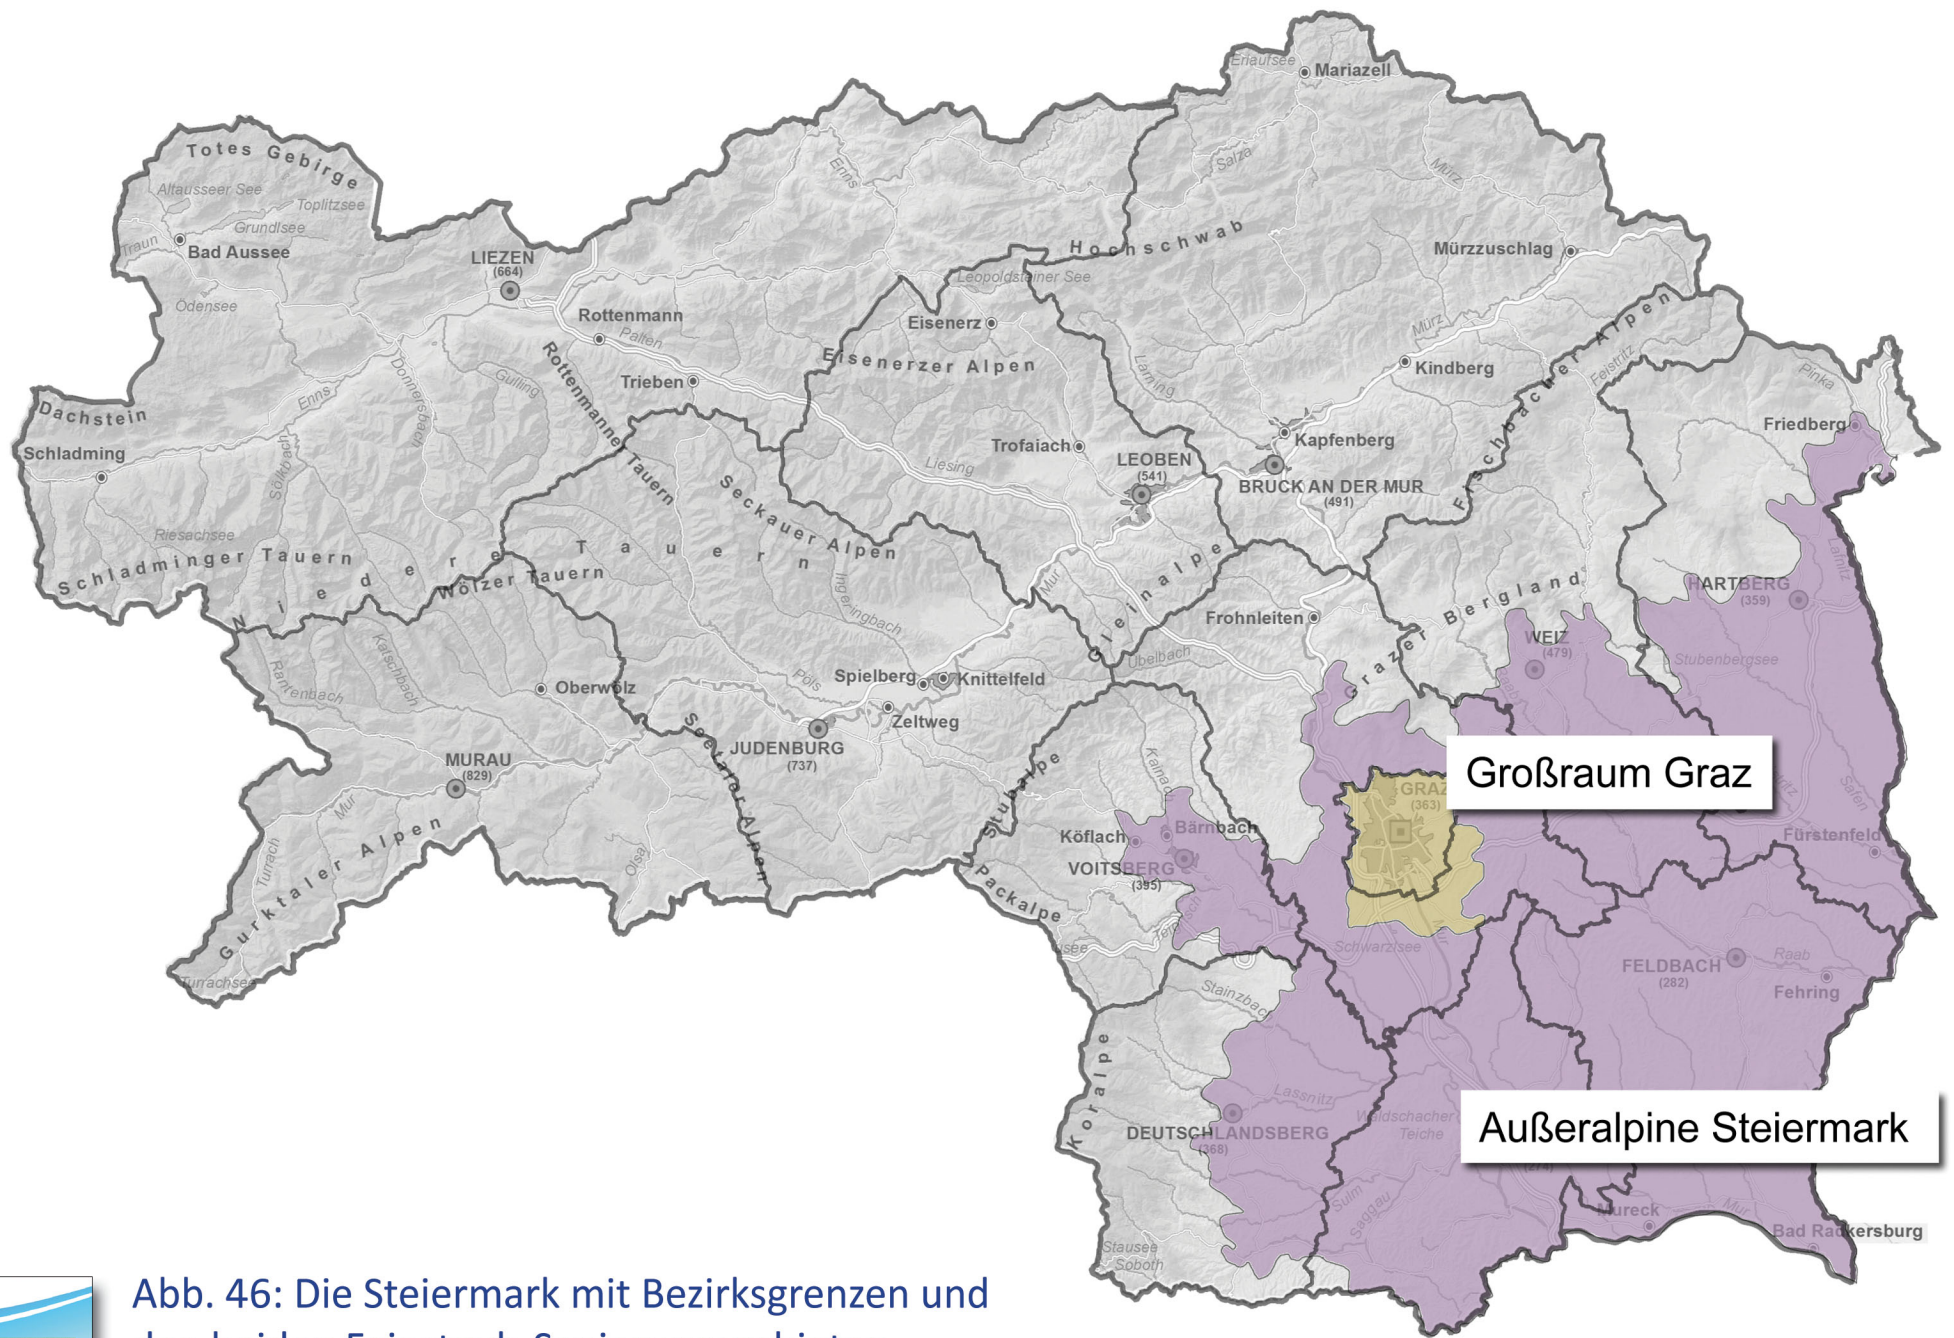 Erlaufsee
Mariazell
Totes Gebirge
Altausseer See
Toplitzsee
Grundlsee
Traun
Bad Aussee
Ödensee
LIEZEN
(664)
Enns
Salza
Mürz
Hochschwab
Mürzzuschlag
Leopoldsteiner See
Rottenmann
Palten
Eisenerz
Eisenerzer Alpen
Mürz
Fischbacher Alpen
Feistritz
Pinka
Rottenmanner Tauern
Gulling
Trieben
Donnersbach
Laming
Kindberg
Dachstein
Enns
Schladming
Sölkbach
Friedberg
Trofaiach
Kapfenberg
Liesing
LEOBEN
(541)
BRUCK AN DER MUR
(491)
Seckauer Alpen
Riesachsee
Schladminger Tauern
Niedere Tauern
Wölzer Tauern
Ingeringbach
Mur
Gleinalpe
Lafnitz
HARTBERG
(359)
Grazer Bergland
Frohnleiten
WEIZ
(479)
Stubenbergsee
Rantenbach
Katschbach
Oberwölz
Pöls
Spielberg
Knittelfeld
Zeltweg
Übelbach
Raab
Seetaler Alpen
JUDENBURG
(737)
MURAU
(829)
Mur
Stubalpe
Kainach
Großraum Graz
GRAZ
(363)
Safen
Köflach
Bärnbach
VOITSBERG
(395)
Fürstenfeld
Turrach
Gurktaler Alpen
Olsa
Packalpe
Schwarzlsee
Mur
Turrachsee
Stainzbach
FELDBACH
(282)
Raab
Fehring
Koralpe
Lassnitz
DEUTSCHLANDSBERG
(368)
Waldschacher
Teiche
Außeralpine Steiermark
(274)
Sulm
Saggau
Mureck
Mur
Bad Radkersburg
Stausee
Soboth
Abb. 46: Die Steiermark mit Bezirksgrenzen und